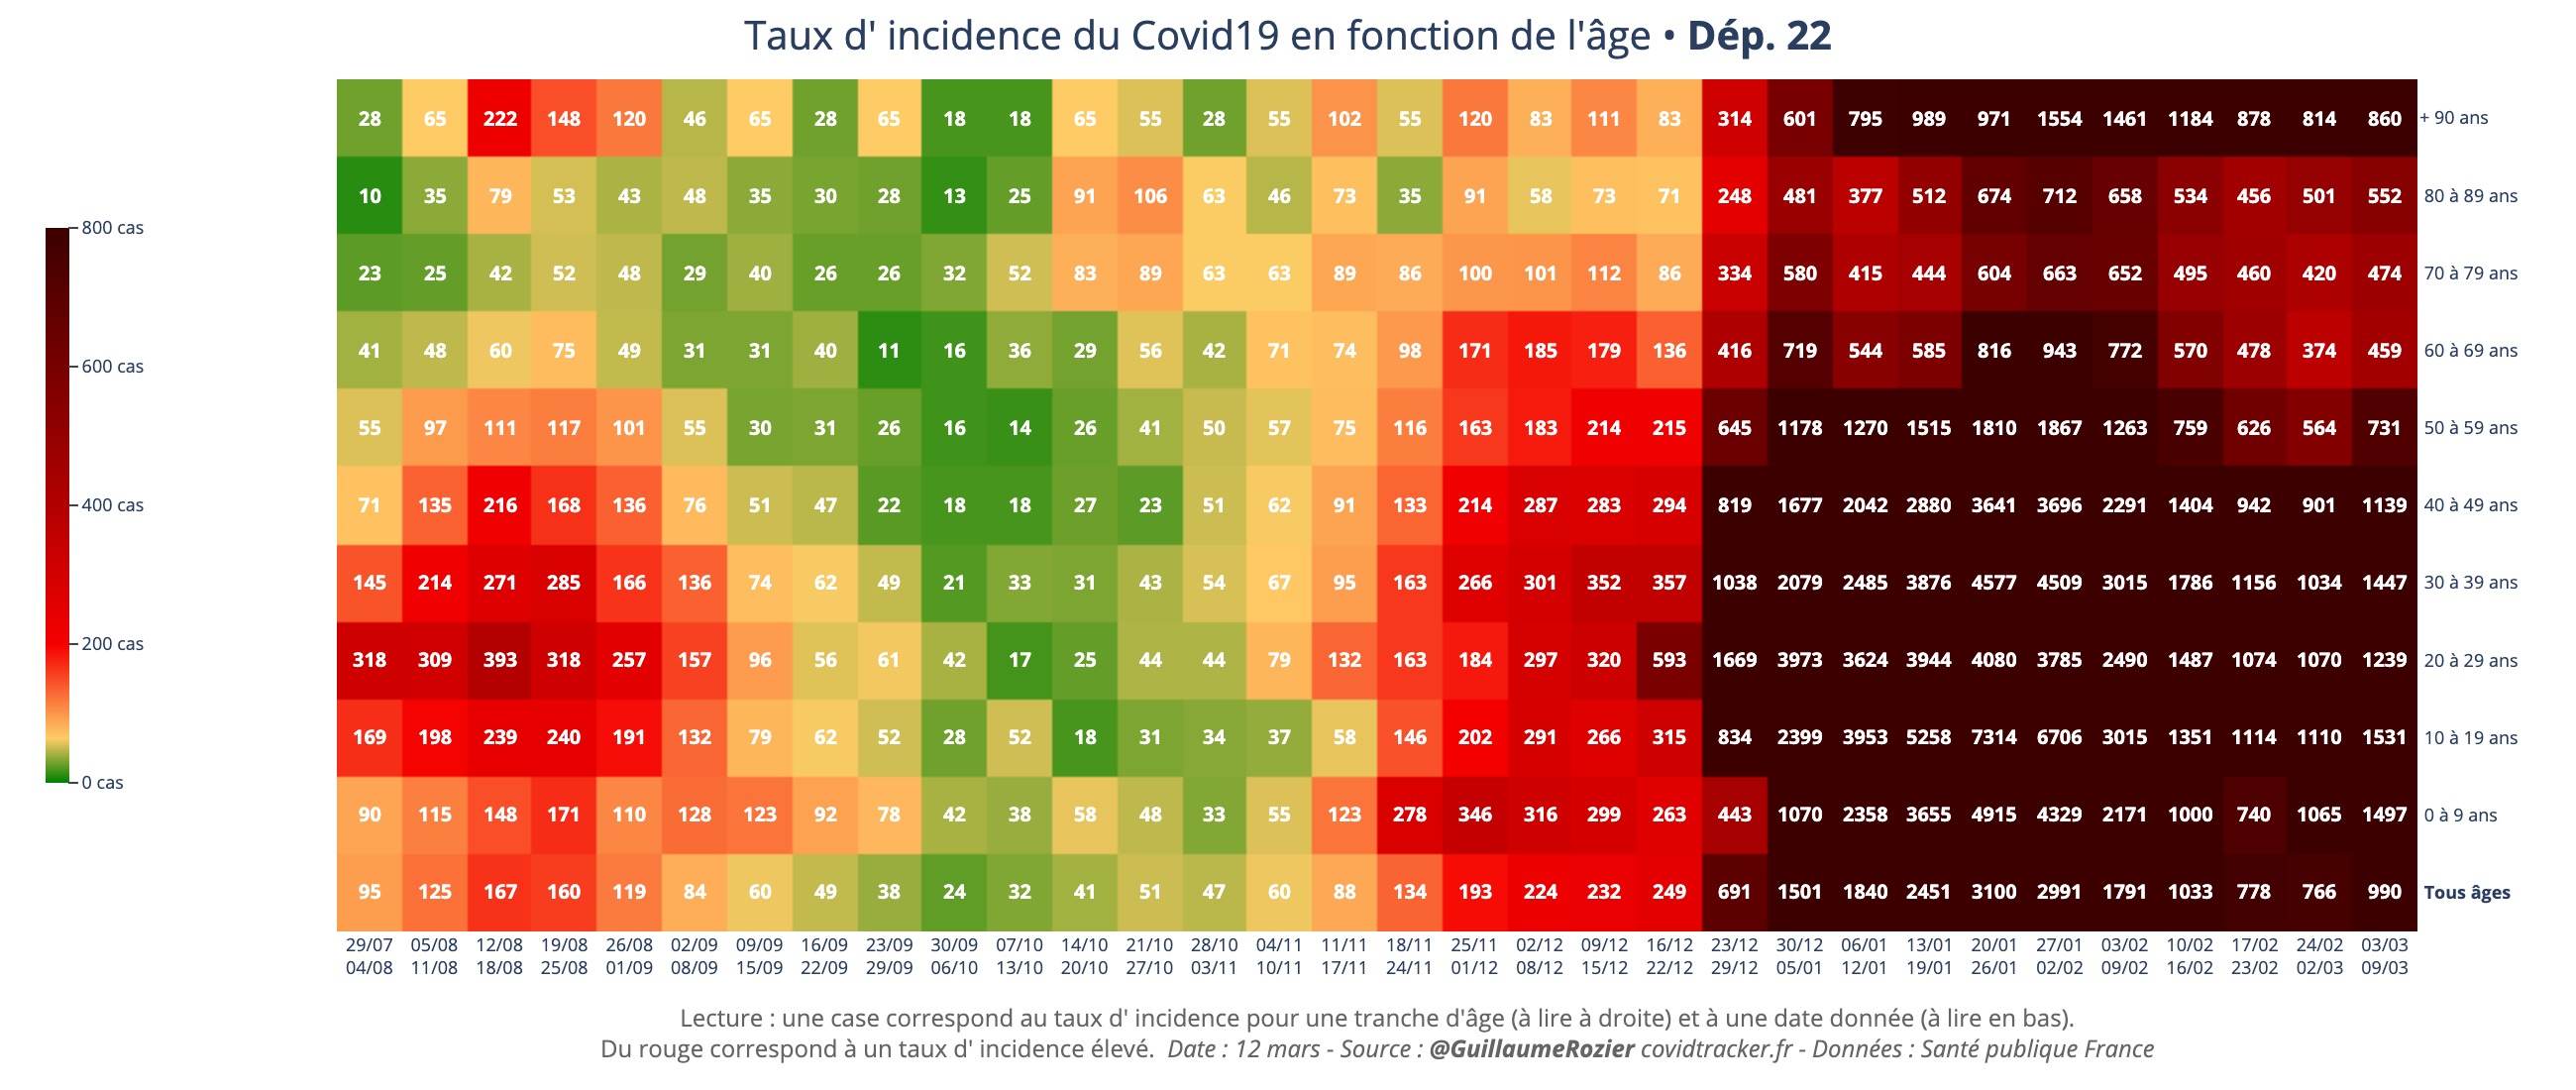 Taux d' incidence du Covid19 en fonction de l'âge • Dép. 22
28 65 222 148 120 46 65 28 65 18 18 65 55 28 55 102 55 120 83 111 83 314 601 795 989 971 1554 1461 1184 878 814 860 + 90 ans
10 35 79 53 43 48 35 30 28 13 25 91 106 63 46 73 35 91 58 73 71 248 481 377 512 674 712 658 534 456 501 552 80 à 89 ans
800 cas
23 25 42 52 48 29 40 26 26 32 52 83 89 63 63 89 86 100 101 112 86 334 580 415 444 604 663 652 495 460 420 474 70 à 79 ans
41 48 60 75 49 31 31 40 11 16 36 29 56 42 71 74 98 171 185 179 136 416 719 544 585 816 943 772 570 478 374 459 60 à 69 ans
600 cas
55 97 111 117 101 55 30 31 26 16 14 26 41 50 57 75 116 163 183 214 215 645 1178 1270 1515 1810 1867 1263 759 626 564 731 50 à 59 ans
400 cas
71 135 216 168 136 76 51 47 22 18 18 27 23 51 62 91 133 214 287 283 294 819 1677 2042 2880 3641 3696 2291 1404 942 901 1139 40 à 49 ans
145 214 271 285 166 136 74 62 49 21 33 31 43 54 67 95 163 266 301 352 357 1038 2079 2485 3876 4577 4509 3015 1786 1156 1034 1447 30 à 39 ans
200 cas
318 309 393 318 257 157 96 56 61 42 17 25 44 44 79 132 163 184 297 320 593 1669 3973 3624 3944 4080 3785 2490 1487 1074 1070 1239 20 à 29 ans
169 198 239 240 191 132 79 62 52 28 52 18 31 34 37 58 146 202 291 266 315 834 2399 3953 5258 7314 6706 3015 1351 1114 1110 1531 10 à 19 ans
0 cas
90 115 148 171 110 128 123 92 78 42 38 58 48 33 55 123 278 346 316 299 263 443 1070 2358 3655 4915 4329 2171 1000 740 1065 1497 0 à 9 ans
95 125 167 160 119 84 60 49 38 24 32 41 51 47 60 88 134 193 224 232 249 691 1501 1840 2451 3100 2991 1791 1033 778 766 990 Tous âges
29/07 05/08 12/08 19/08 26/08 02/09 09/09 16/09 23/09 30/09 07/10 14/10 21/10 28/10 04/11 11/11 18/11 25/11 02/12 09/12 16/12 23/12 30/12 06/01 13/01 20/01 27/01 03/02 10/02 17/02 24/02 03/03
04/08 11/08 18/08 25/08 01/09 08/09 15/09 22/09 29/09 06/10 13/10 20/10 27/10 03/11 10/11 17/11 24/11 01/12 08/12 15/12 22/12 29/12 05/01 12/01 19/01 26/01 02/02 09/02 16/02 23/02 02/03 09/03
Lecture : une case correspond au taux d' incidence pour une tranche d'âge (à lire à droite) et à une date donnée (à lire en bas).
Du rouge correspond à un taux d' incidence élevé. Date : 12 mars - Source : @GuillaumeRozier covidtracker.fr - Données : Santé publique France